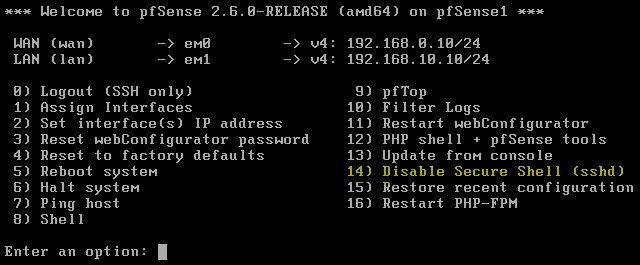 *** Welcome to pfSense 2.6.0-RELEASE (amd64) on pfSense1 ***
WAN (wan) -> em0 -> v4: 192.168.0.10/24
LAN (lan) -> em1 -> v4: 192.168.10.10/24
0) Logout (SSH only) 9) pfTop
1) Assign Interfaces 10) Filter Logs
2) Set interface(s) IP address 11) Restart webConfigurator
3) Reset webConfigurator password 12) PHP shell + pfSense tools
4) Reset to factory defaults 13) Update from console
5) Reboot system 14) Disable Secure Shell (sshd)
6) Halt system 15) Restore recent configuration
7) Ping host 16) Restart PHP-FPM
8) Shell
Enter an option: